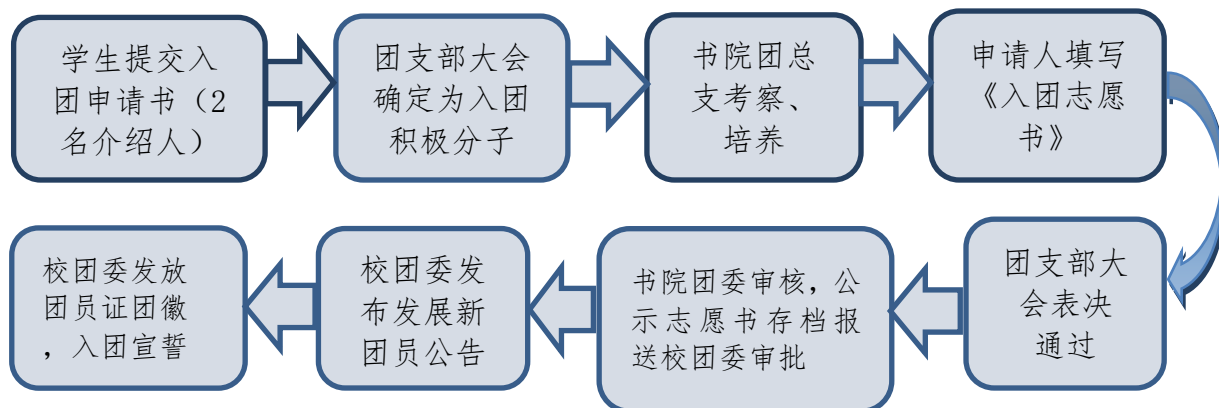 学生提交入
团申请书（2
名介绍人）
团支部大会
确定为入团
积极分子
书院团总
支考察、
培养
申请人填写
《入团志愿
书》
团支部大
会表决
通过
书院团委审核，公
示志愿书存档报
送校团委审批
校团委发
布发展新
团员公告
校团委发放
团员证团徽
，入团宣誓